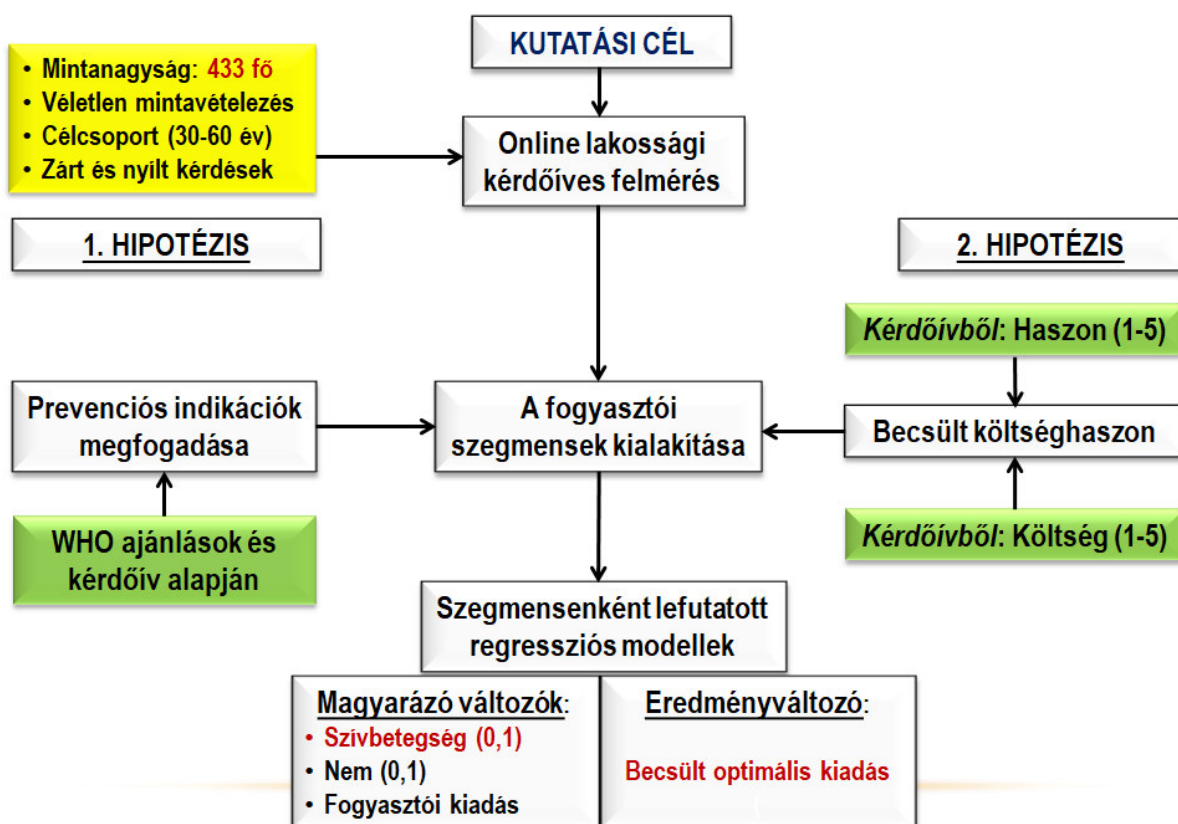 KUTATÁSI CÉL
• Mintanagyság: 433 fő
• Véletlen mintavételezés
• Célcsoport (30-60 év)
• Zárt és nyílt kérdések
Online lakossági
kérdőíves felmérés
1. HIPOTÉZIS
2. HIPOTÉZIS
Kérdőívből: Haszon (1-5)
Prevenciós indikációk
megfogadása
A fogyasztói
szegmensek kialakítása
Becsült költséghaszon
WHO ajánlások és
kérdőív alapján
Kérdőívből: Költség (1-5)
Szegmensenként lefutatott
regressziós modellek
Magyarázó változók:
• Szívbetegség (0,1)
• Nem (0,1)
• Fogyasztói kiadás
Eredményváltozó:
Becsült optimális kiadás